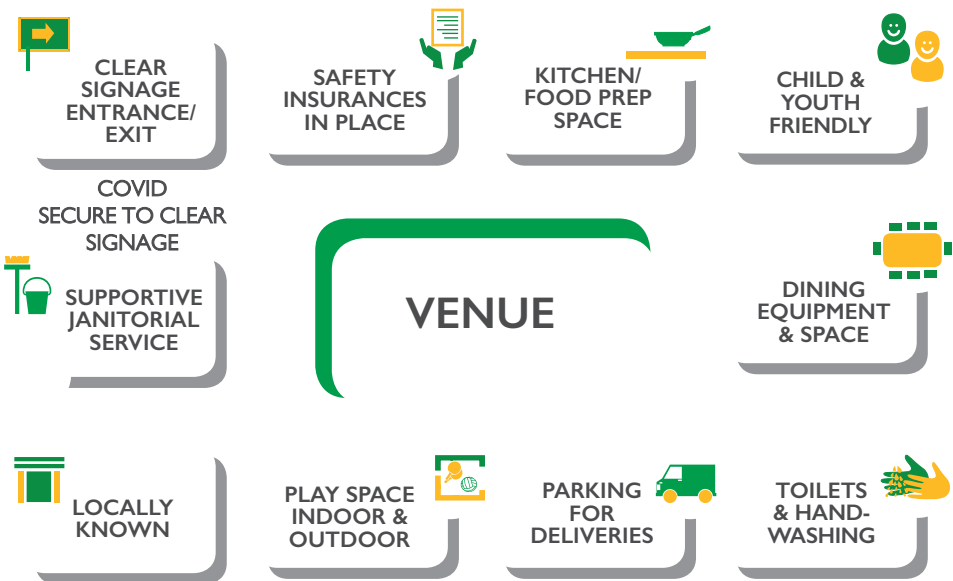 CLEAR
SIGNAGE
ENTRANCE/
EXIT
SAFETY
INSURANCES
IN PLACE
KITCHEN/
FOOD PREP
SPACE
CHILD &
YOUTH
FRIENDLY
COVID
SECURE TO CLEAR
SIGNAGE
SUPPORTIVE
JANITORIAL
SERVICE
VENUE
DINING
EQUIPMENT
& SPACE
LOCALLY
KNOWN
PLAY SPACE
INDOOR &
OUTDOOR
PARKING
FOR
DELIVERIES
TOILETS
& HAND-
WASHING